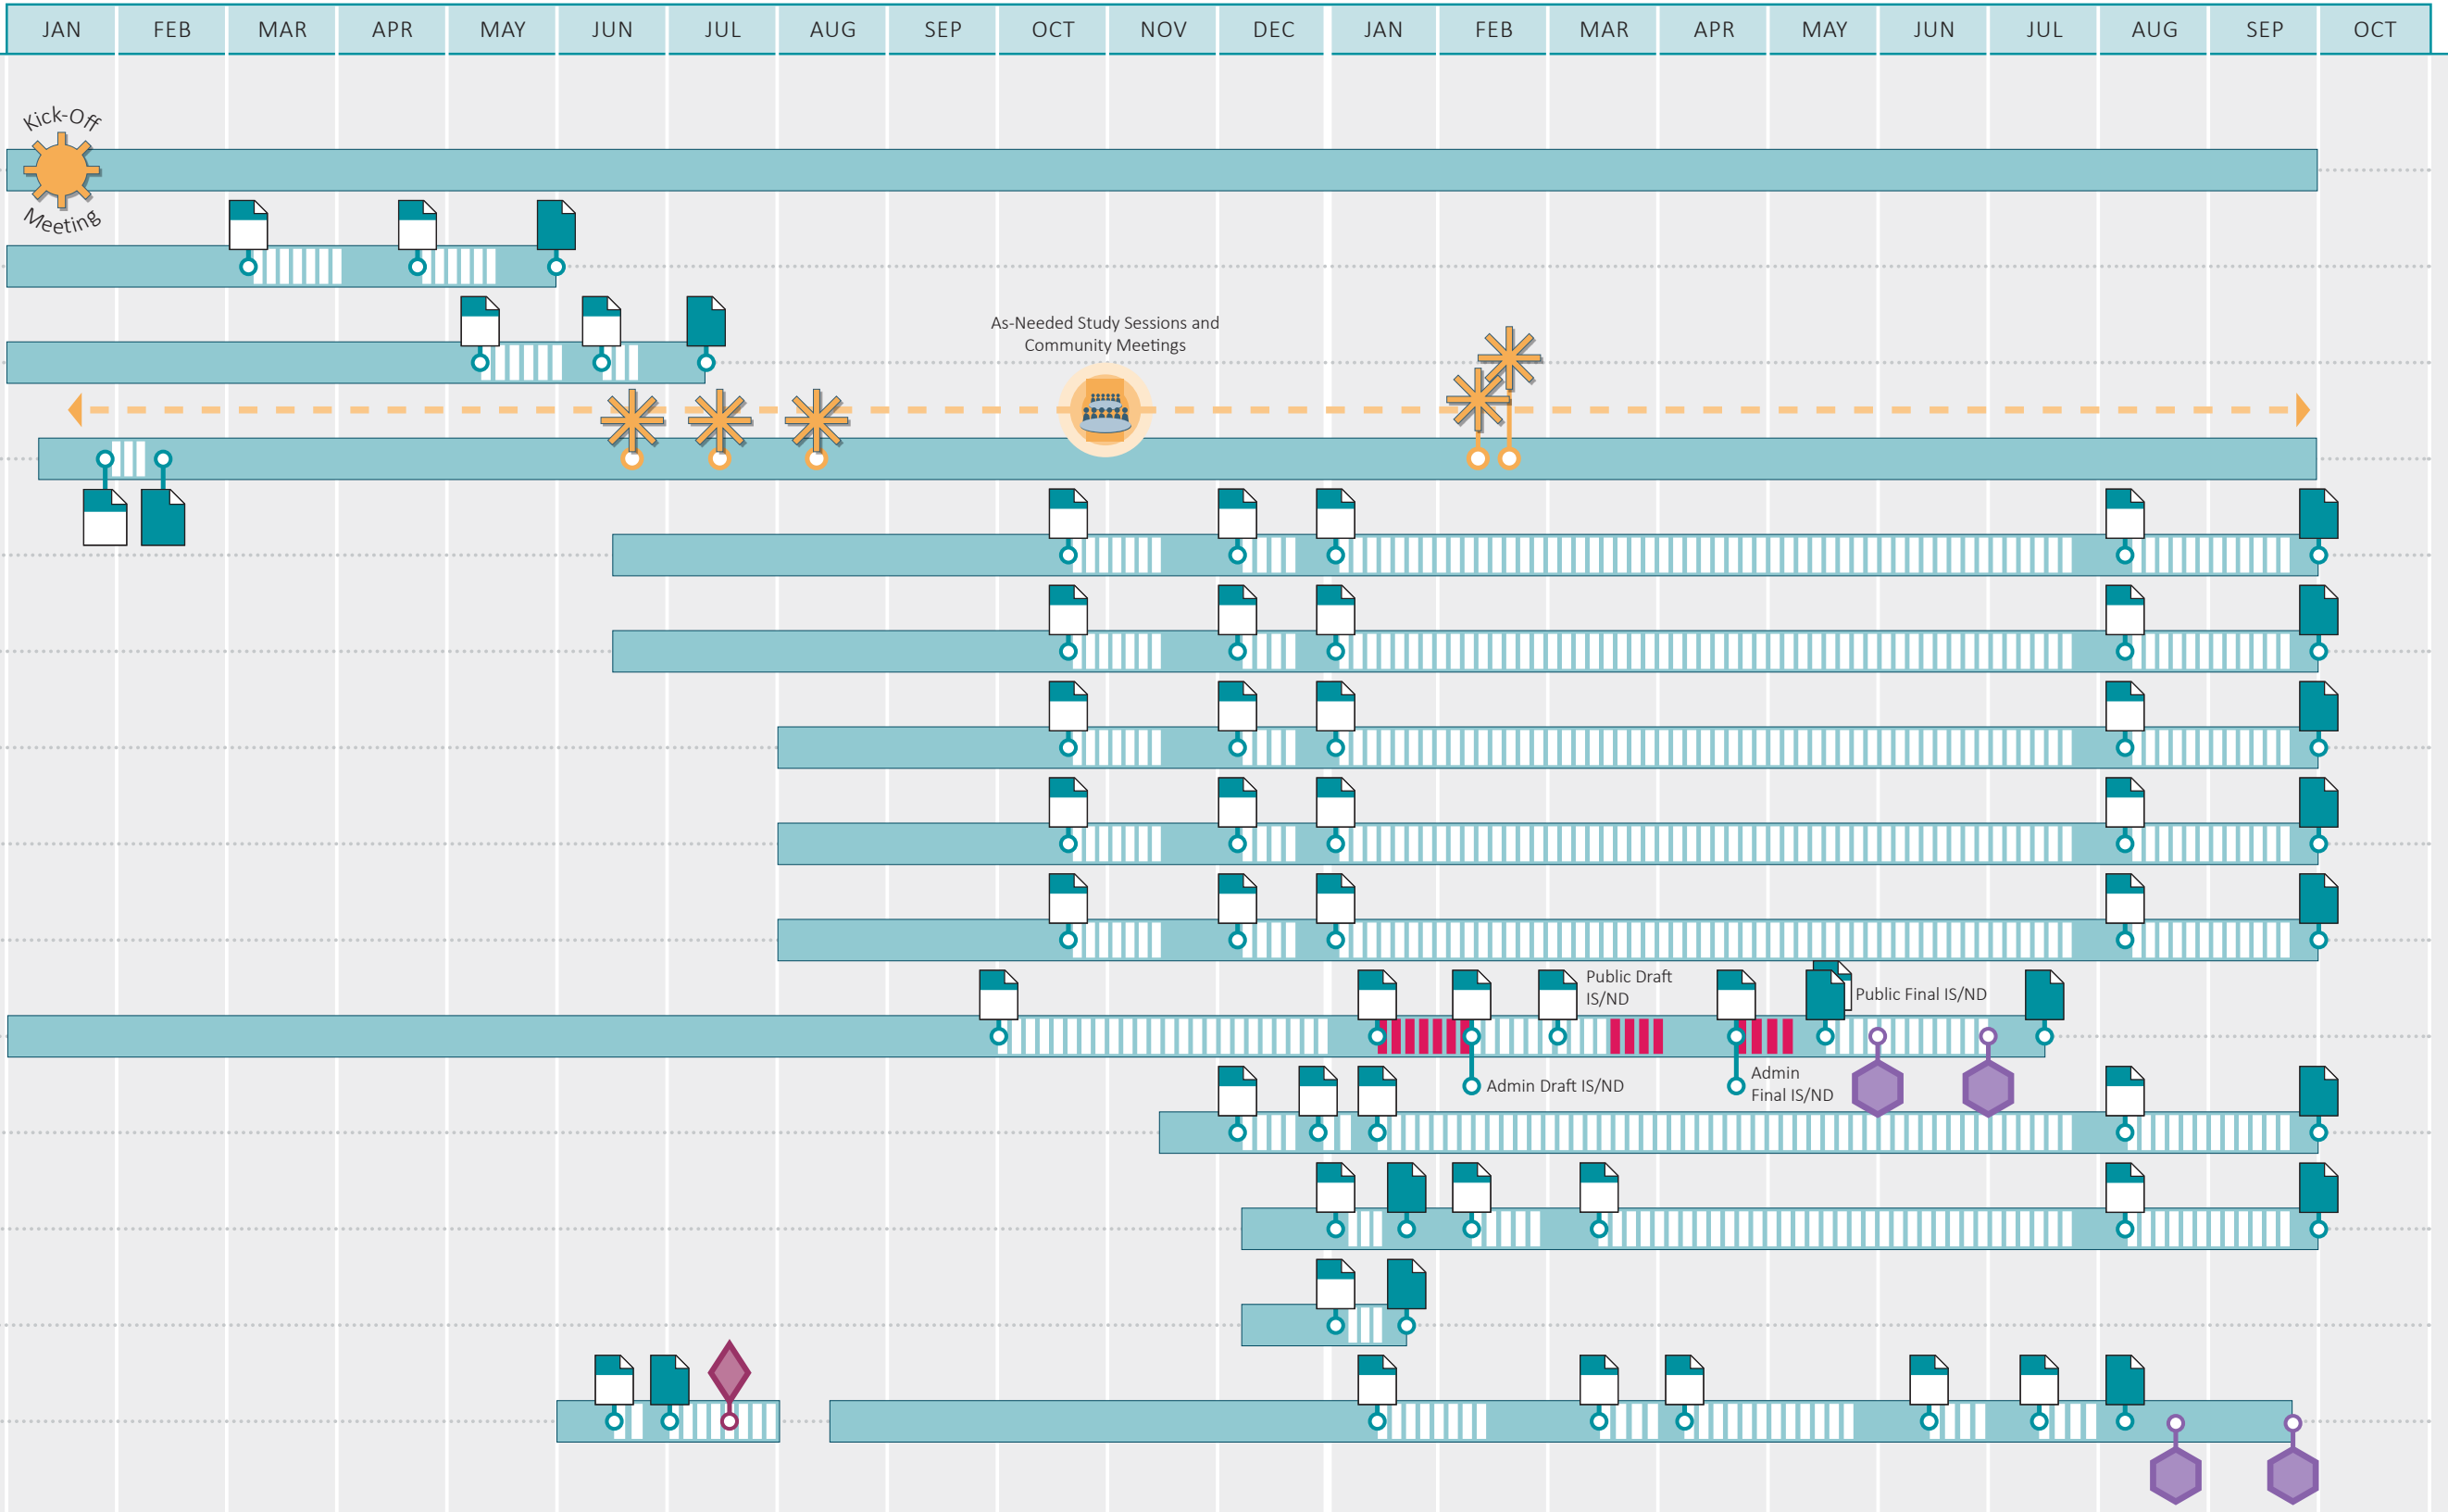 JAN FEB MAR APR MAY JUN JUL AUG SEP OCT NOV DEC JAN FEB MAR APR MAY JUN JUL AUG SEP OCT
Kick-Off
Meeting
As-Needed Study Sessions and
Community Meetings
Public Draft
IS/ND
Public Final IS/ND
Admin Draft IS/ND
Admin
Final IS/ND